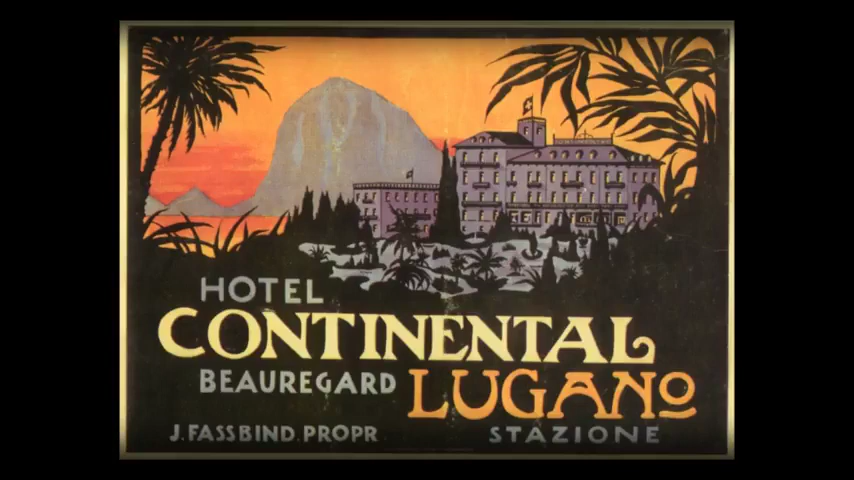 HOTEL
CONTINENTAL
BEAUREGARD LUGANO
J. FASSBIND. PROPR STAZIONE